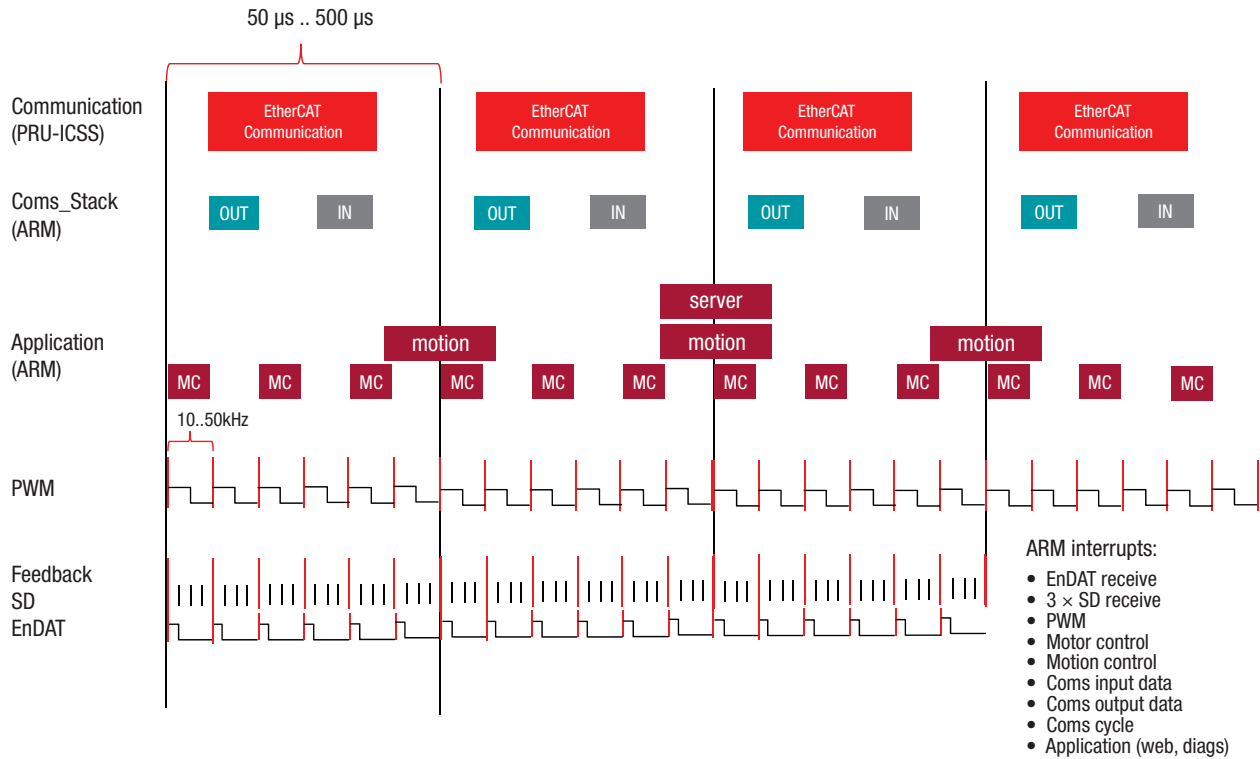 50 µs .. 500 µs
Communication
(PRU-ICSS)
EtherCAT
Communication
EtherCAT
Communication
EtherCAT
Communication
EtherCAT
Communication
Coms_Stack
(ARM)
OUT
IN
OUT
IN
OUT
IN
OUT
IN
server
Application
(ARM)
motion
motion
motion
MC
MC
MC
MC
MC
MC
MC
MC
MC
MC
MC
MC
10..50kHz
PWM
Feedback
SD
EnDAT
ARM interrupts:
• EnDAT receive
• 3 × SD receive
• PWM
• Motor control
• Motion control
• Coms input data
• Coms output data
• Coms cycle
• Application (web, diags)